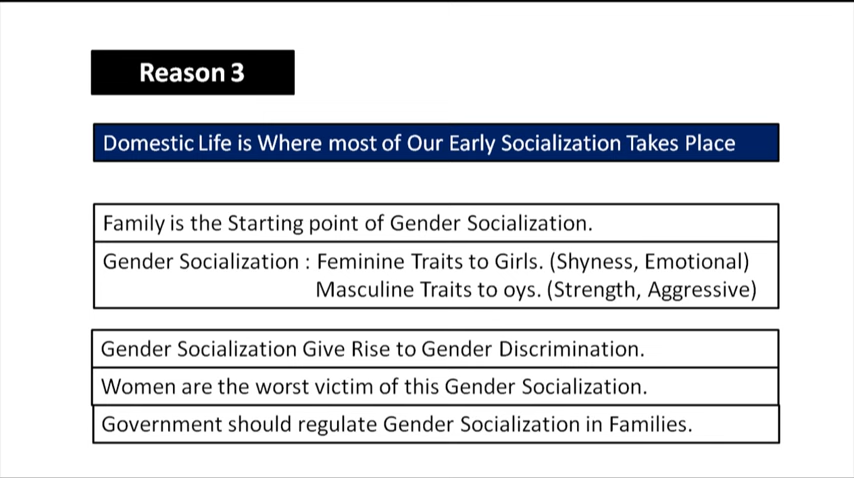 Reason 3
Domestic Life is Where most of Our Early Socialization Takes Place
Family is the Starting point of Gender Socialization.
Gender Socialization : Feminine Traits to Girls. (Shyness, Emotional)
Masculine Traits to oys. (Strength, Aggressive)
Gender Socialization Give Rise to Gender Discrimination.
Women are the worst victim of this Gender Socialization.
Government should regulate Gender Socialization in Families.